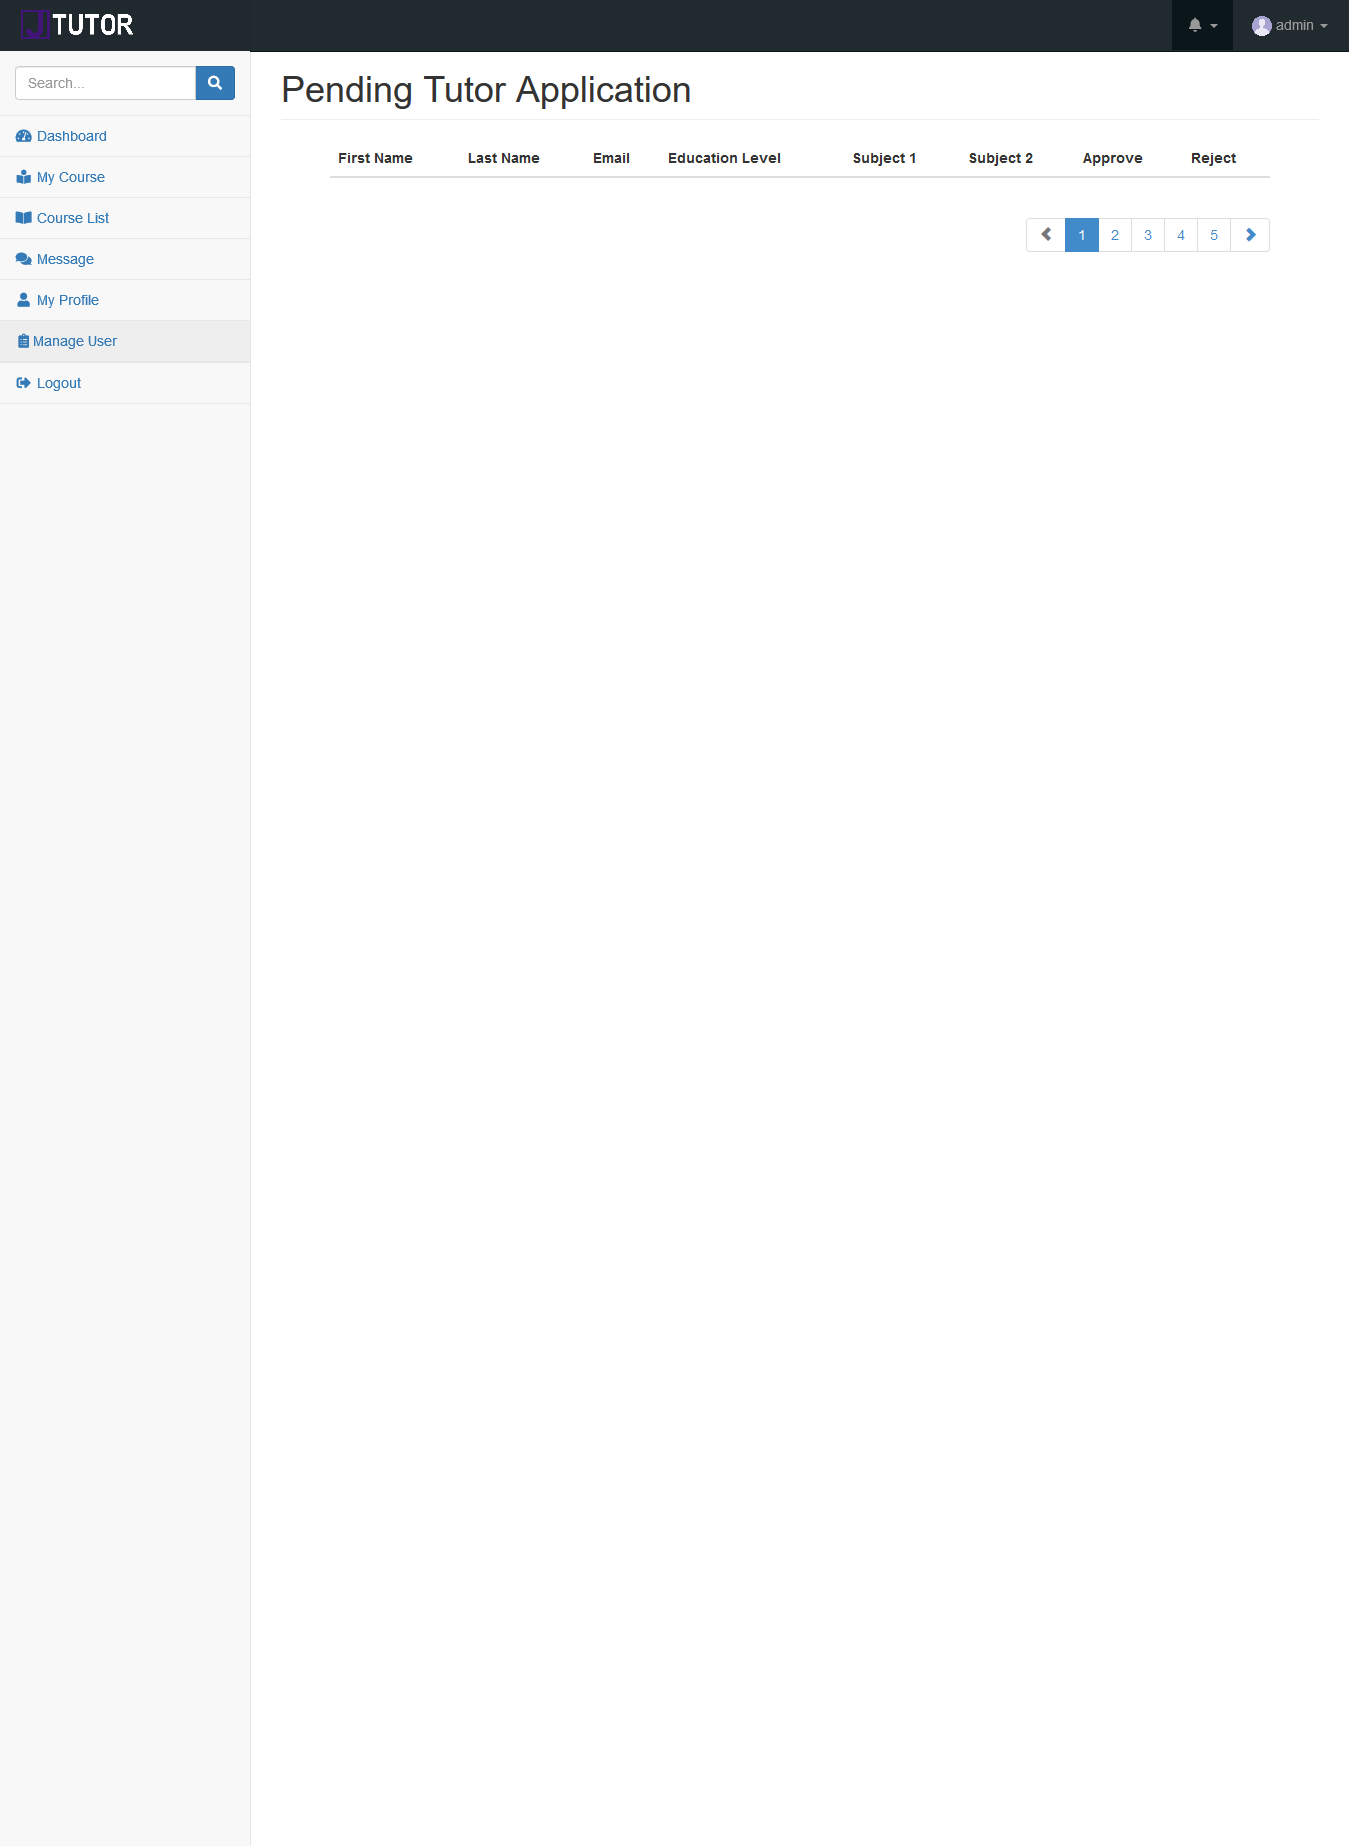 J TUTOR
admin
Search...
Dashboard
My Course
Course List
Message
My Profile
Manage User
Logout
Pending Tutor Application
First Name Last Name Email Education Level Subject 1 Subject 2 Approve Reject
1 2 3 4 5